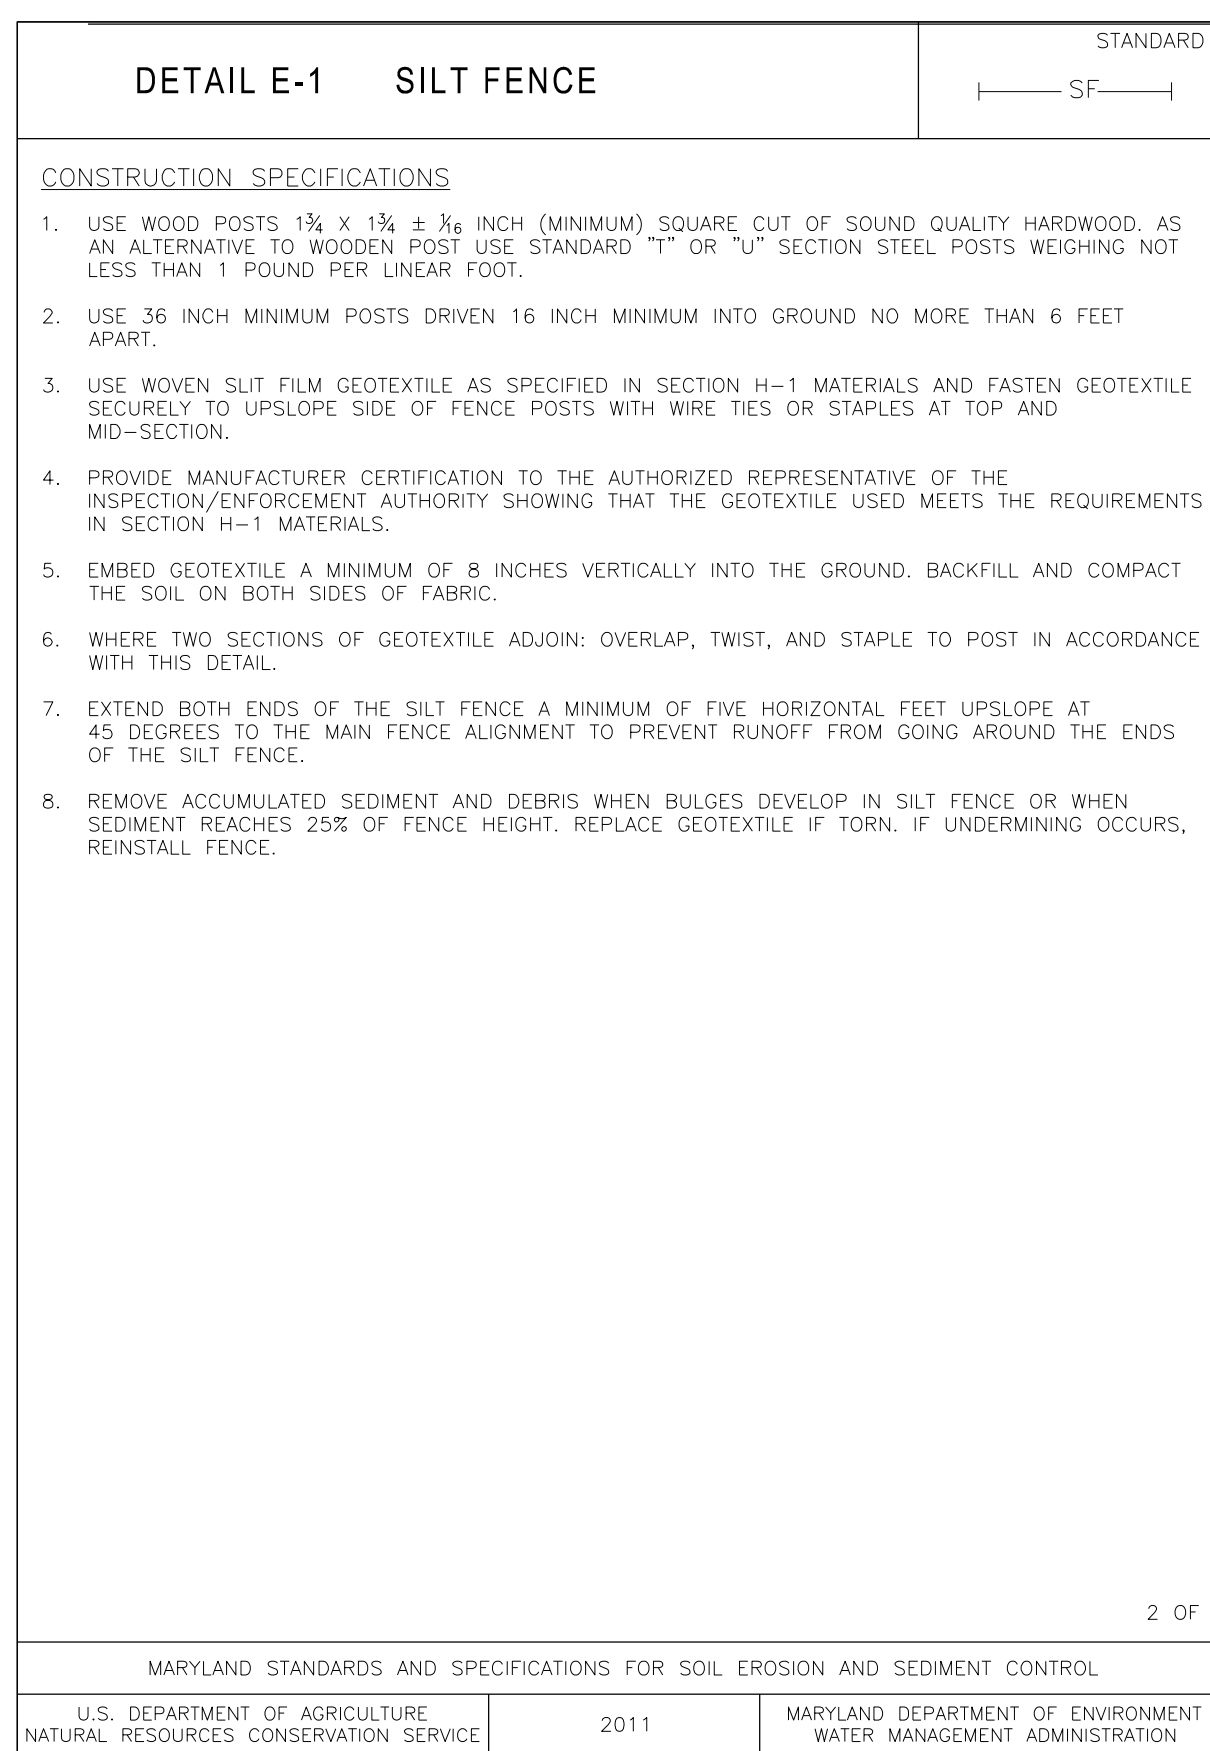 STANDARD
DETAIL E-1 SILT FENCE
SF
CONSTRUCTION SPECIFICATIONS
1. USE WOOD POSTS 1¾ X 1¾ ± 1⁄16 INCH (MINIMUM) SQUARE CUT OF SOUND QUALITY HARDWOOD. AS
AN ALTERNATIVE TO WOODEN POST USE STANDARD "T" OR "U" SECTION STEEL POSTS WEIGHING NOT
LESS THAN 1 POUND PER LINEAR FOOT.
2. USE 36 INCH MINIMUM POSTS DRIVEN 16 INCH MINIMUM INTO GROUND NO MORE THAN 6 FEET
APART.
3. USE WOVEN SLIT FILM GEOTEXTILE AS SPECIFIED IN SECTION H-1 MATERIALS AND FASTEN GEOTEXTILE
SECURELY TO UPSLOPE SIDE OF FENCE POSTS WITH WIRE TIES OR STAPLES AT TOP AND
MID-SECTION.
4. PROVIDE MANUFACTURER CERTIFICATION TO THE AUTHORIZED REPRESENTATIVE OF THE
INSPECTION/ENFORCEMENT AUTHORITY SHOWING THAT THE GEOTEXTILE USED MEETS THE REQUIREMENTS
IN SECTION H-1 MATERIALS.
5. EMBED GEOTEXTILE A MINIMUM OF 8 INCHES VERTICALLY INTO THE GROUND. BACKFILL AND COMPACT
THE SOIL ON BOTH SIDES OF FABRIC.
6. WHERE TWO SECTIONS OF GEOTEXTILE ADJOIN: OVERLAP, TWIST, AND STAPLE TO POST IN ACCORDANCE
WITH THIS DETAIL.
7. EXTEND BOTH ENDS OF THE SILT FENCE A MINIMUM OF FIVE HORIZONTAL FEET UPSLOPE AT
45 DEGREES TO THE MAIN FENCE ALIGNMENT TO PREVENT RUNOFF FROM GOING AROUND THE ENDS
OF THE SILT FENCE.
8. REMOVE ACCUMULATED SEDIMENT AND DEBRIS WHEN BULGES DEVELOP IN SILT FENCE OR WHEN
SEDIMENT REACHES 25% OF FENCE HEIGHT. REPLACE GEOTEXTILE IF TORN. IF UNDERMINING OCCURS,
REINSTALL FENCE.
2 OF
MARYLAND STANDARDS AND SPECIFICATIONS FOR SOIL EROSION AND SEDIMENT CONTROL
U.S. DEPARTMENT OF AGRICULTURE
NATURAL RESOURCES CONSERVATION SERVICE
2011
MARYLAND DEPARTMENT OF ENVIRONMENT
WATER MANAGEMENT ADMINISTRATION